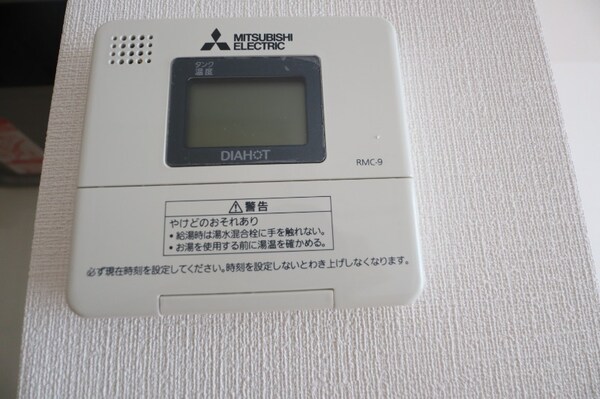 MITSUBISHI
ELECTRIC
タンク
温度
DIAHOT
RMC-9
⚠警告
やけどのおそれあり
•給湯時は湯水混合栓に手を触れない。
•お湯を使用する前に湯温を確かめる。
必ず現在時刻を設定してください。時刻を設定しないとわき上げしなくなります。